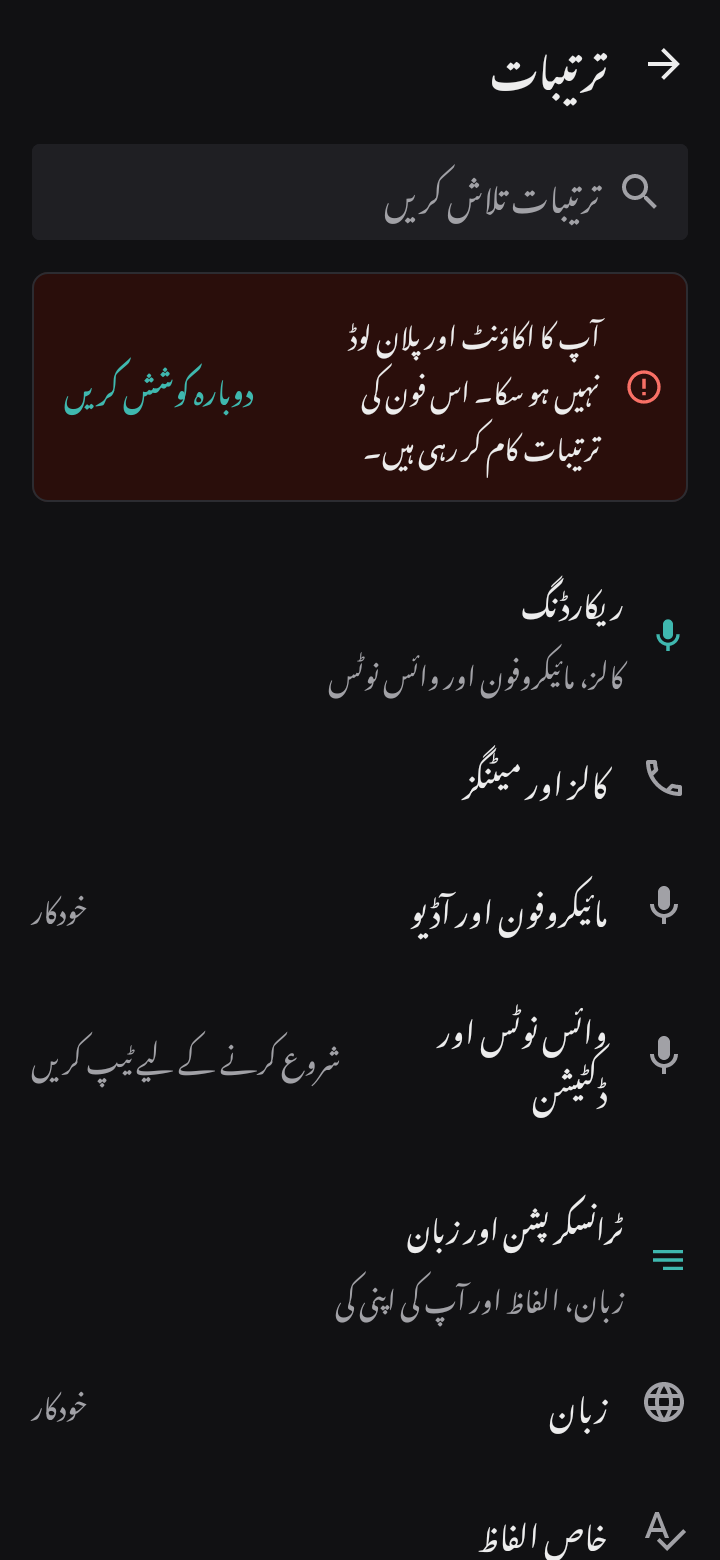 ترتیبات
ترتیبات تلاش کریں
آپ کا اکاؤنٹ اور پلان لوڈ
نہیں ہو سکا۔ اس فون کی
ترتیبات کام کر رہی ہیں۔
دوبارہ کوشش کریں
ریکارڈنگ
کالز، مائیکروفون اور وائس نوٹس
کالز اور میٹنگز
مائیکروفون اور آڈیو
خودکار
وائس نوٹس اور
ڈکٹیشن
شروع کرنے کے لیے ٹیپ کریں
ٹرانسکرپشن اور زبان
زبان، الفاظ اور آپ کی اپنی کی
زبان
خودکار
خاص الفاظ